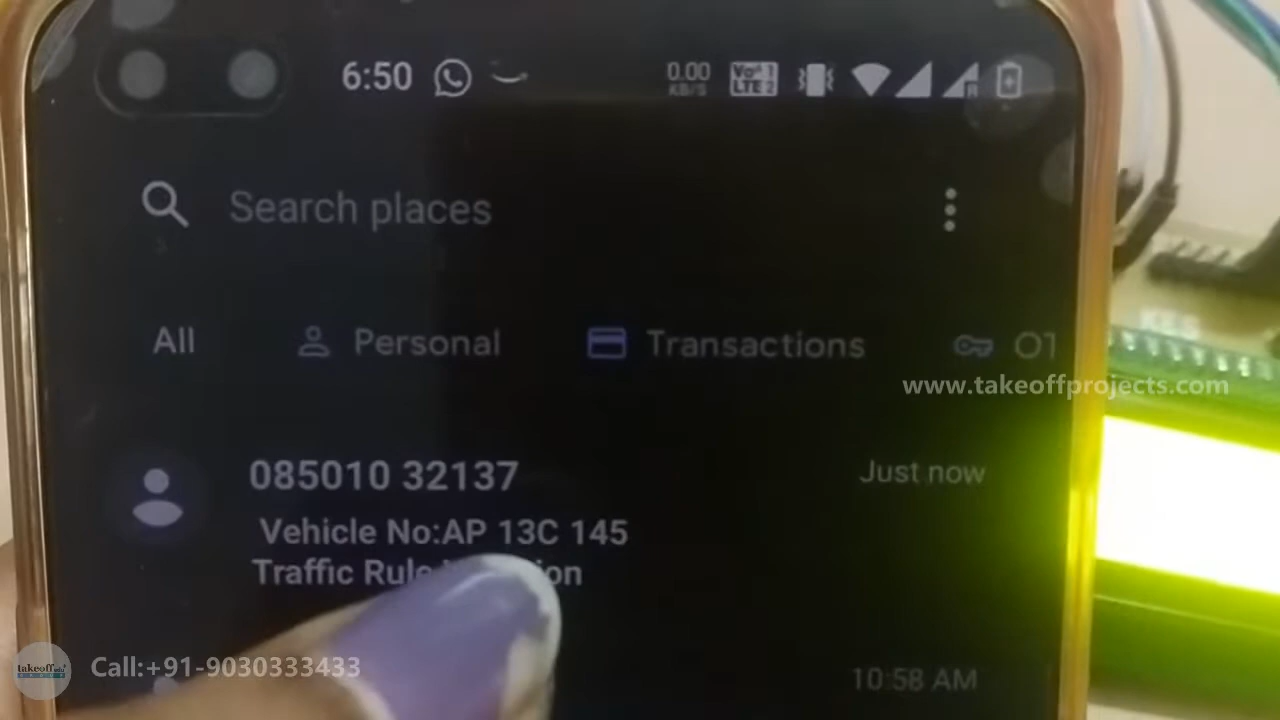 6:50
0.00
KB/S
Search places
All
Personal
Transactions
www.takeoffprojects.com
085010 32137
Just now
Vehicle No:AP 13C 145
Traffic Rule
takeoff
Call:+91-9030333433
10:58 AM